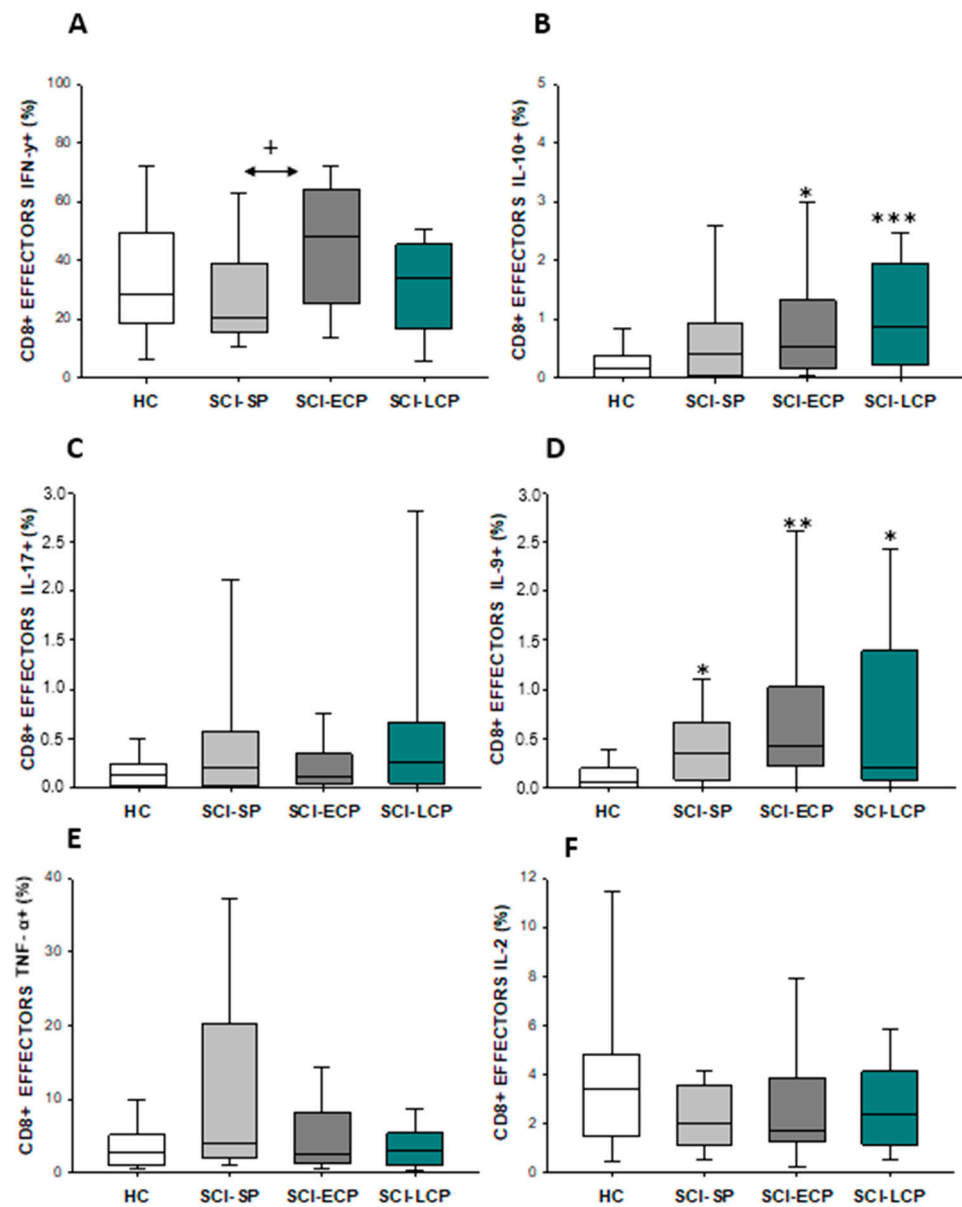 A
CD8+ EFFECTORS IFN-γ+ (%)
100
80
60
40
20
0
+
HC SCI-SP SCI-ECP SCI-LCP
B
CD8+ EFFECTORS IL-10+ (%)
5
4
3
2
1
0
*
***
HC SCI-SP SCI-ECP SCI-LCP
C
CD8+ EFFECTORS IL-17+ (%)
3.0
2.5
2.0
1.5
1.0
0.5
0.0
HC SCI-SP SCI-ECP SCI-LCP
D
CD8+ EFFECTORS IL-9+ (%)
3.0
2.5
2.0
1.5
1.0
0.5
0.0
*
**
*
HC SCI-SP SCI-ECP SCI-LCP
E
CD8+ EFFECTORS TNF- α+ (%)
40
30
20
10
0
HC SCI-SP SCI-ECP SCI-LCP
F
CD8+ EFFECTORS IL-2 (%)
12
10
8
6
4
2
0
HC SCI-SP SCI-ECP SCI-LCP